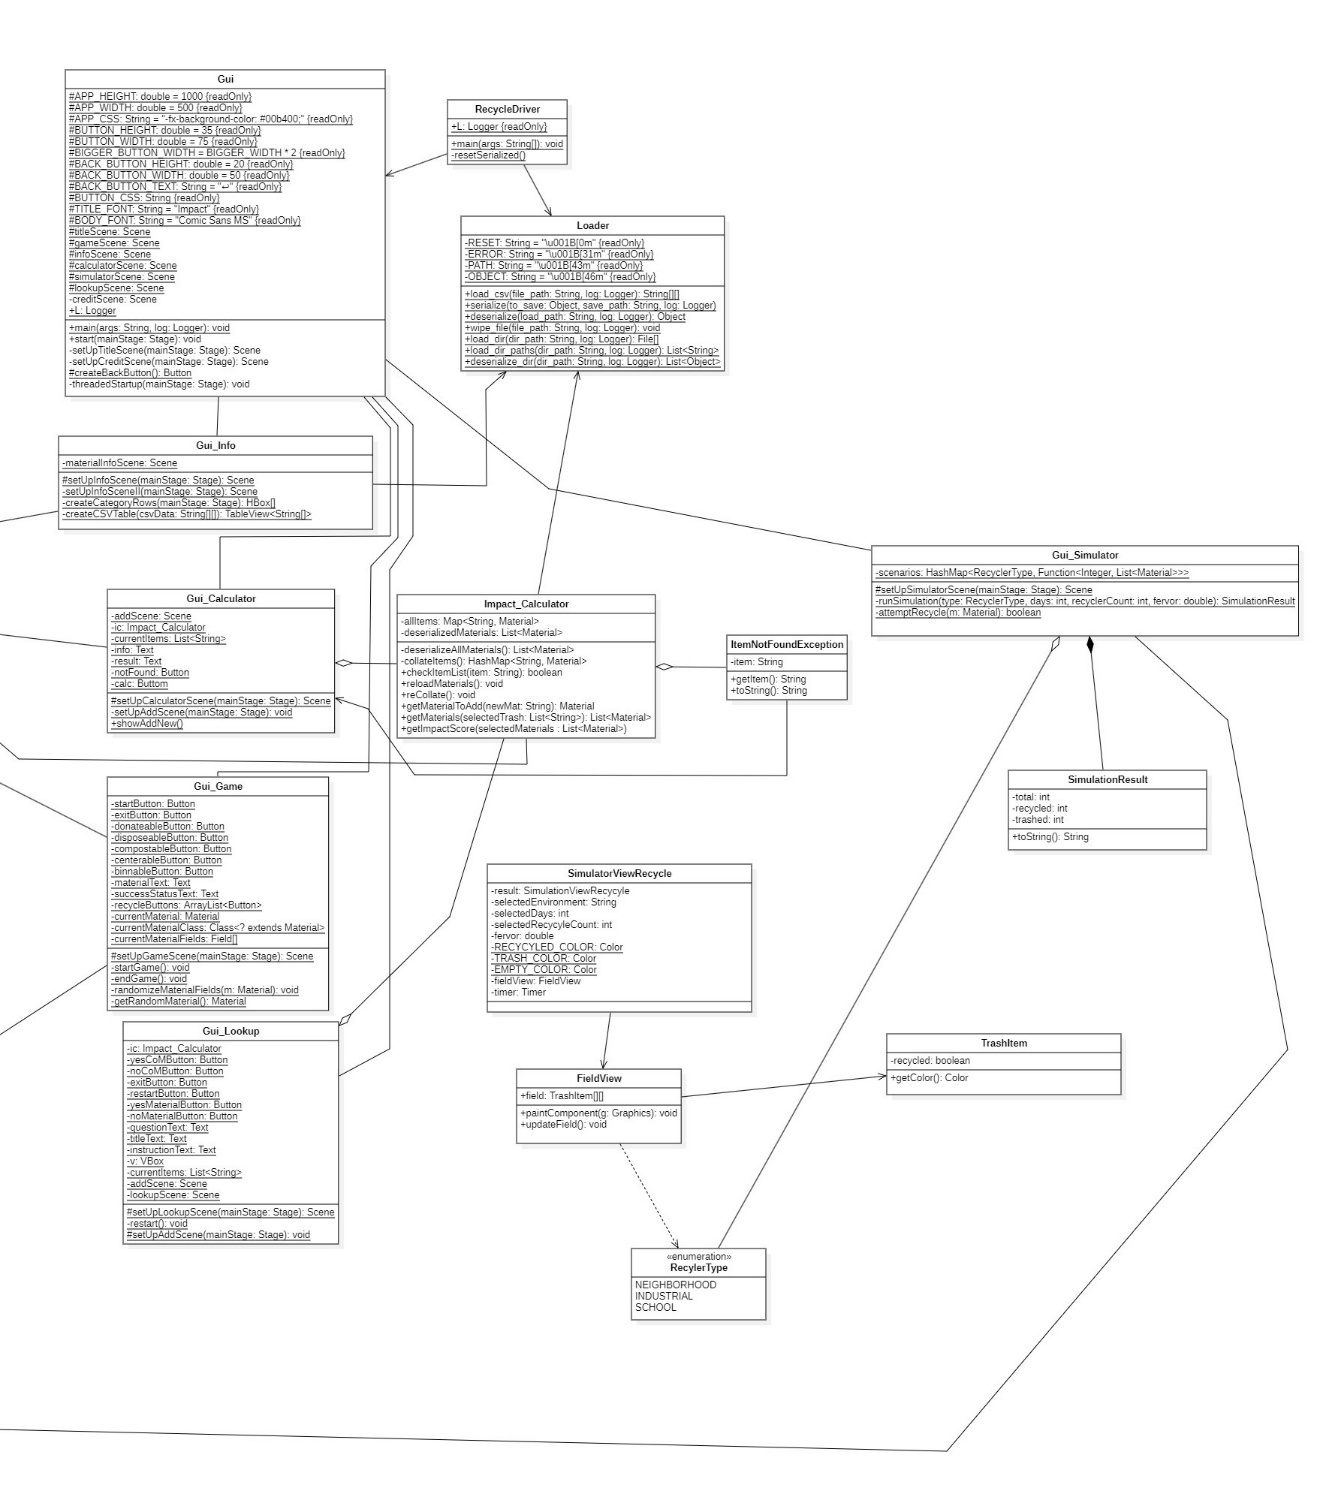 Gui
#APP_HEIGHT: double = 1000 {readOnly}
#APP_WIDTH: double = 500 {readOnly}
#APP_CSS: String = "-fx-background-color: #00b400;" {readOnly}
#BUTTON_HEIGHT: double = 35 {readOnly}
#BUTTON_WIDTH: double = 75 {readOnly}
#BIGGER_BUTTON_WIDTH = BIGGER_WIDTH * 2 {readOnly}
#BACK_BUTTON_HEIGHT: double = 20 {readOnly}
#BACK_BUTTON_WIDTH: double = 50 {readOnly}
#BACK_BUTTON_TEXT: String = "↩" {readOnly}
#BUTTON_CSS: String {readOnly}
#TITLE_FONT: String = "Impact" {readOnly}
#BODY_FONT: String = "Comic Sans MS" {readOnly}
#titleScene: Scene
#gameScene: Scene
#infoScene: Scene
#calculatorScene: Scene
#simulatorScene: Scene
#lookupScene: Scene
-creditScene: Scene
+L: Logger
+main(args: String, log: Logger): void
+start(mainStage: Stage): void
-setUpTitleScene(mainStage: Stage): Scene
-setUpCreditScene(mainStage: Stage): Scene
#createBackButton(): Button
-threadedStartup(mainStage: Stage): void
RecycleDriver
+L: Logger {readOnly}
+main(args: String[]): void
-resetSerialized()
Loader
-RESET: String = "\u001B[0m" {readOnly}
-ERROR: String = "\u001B[31m" {readOnly}
-PATH: String = "\u001B[43m" {readOnly}
-OBJECT: String = "\u001B[46m" {readOnly}
+load_csv(file_path: String, log: Logger): String[][]
+serialize(to_save: Object, save_path: String, log: Logger)
+deserialize(load_path: String, log: Logger): Object
+wipe_file(file_path: String, log: Logger): void
+load_dir(dir_path: String, log: Logger): File[]
+load_dir_paths(dir_path: String, log: Logger): List<String>
+deserialize_dir(dir_path: String, log: Logger): List<Object>
Gui_Info
-materialInfoScene: Scene
#setUpInfoScene(mainStage: Stage): Scene
-setUpInfoSceneII(mainStage: Stage): Scene
-createCategoryRows(mainStage: Stage): HBox[]
-createCSVTable(csvData: String[][]): TableView<String[]>
Gui_Simulator
-scenarios: HashMap<RecyclerType, Function<Integer, List<Material>>>
#setUpSimulatorScene(mainStage: Stage): Scene
-runSimulation(type: RecyclerType, days: int, recyclerCount: int, fervor: double): SimulationResult
-attemptRecycle(m: Material): boolean
Gui_Calculator
-addScene: Scene
-ic: Impact_Calculator
-currentItems: List<String>
-info: Text
-result: Text
-notFound: Button
-calc: Buttom
#setUpCalculatorScene(mainStage: Stage): Scene
-setUpAddScene(mainStage: Stage): void
+showAddNew()
Impact_Calculator
-allItems: Map<String, Material>
-deserializedMaterials: List<Material>
-deserializeAllMaterials(): List<Material>
-collateItems(): HashMap<String, Material>
+checkItemList(item: String): boolean
+reloadMaterials(): void
+reCollate(): void
+getMaterialToAdd(newMat: String): Material
+getMaterials(selectedTrash: List<String>): List<Material>
+getImpactScore(selectedMaterials : List<Material>)
ItemNotFoundException
-item: String
+getItem(): String
+toString(): String
Gui_Game
-startButton: Button
-exitButton: Button
-donateableButton: Button
-disposeableButton: Button
-compostableButton: Button
-centerableButton: Button
-binnableButton: Button
-materialText: Text
-successStatusText: Text
-recycleButtons: ArrayList<Button>
-currentMaterial: Material
-currentMaterialClass: Class<? extends Material>
-currentMaterialFields: Field[]
#setUpGameScene(mainStage: Stage): Scene
-startGame(): void
-endGame(): void
-randomizeMaterialFields(m: Material): void
-getRandomMaterial(): Material
SimulationResult
-total: int
-recycled: int
-trashed: int
+toString(): String
SimulatorViewRecycle
-result: SimulationViewRecycyle
-selectedEnvironment: String
-selectedDays: int
-selectedRecycyleCount: int
-fervor: double
-RECYCYLED_COLOR: Color
-TRASH_COLOR: Color
-EMPTY_COLOR: Color
-fieldView: FieldView
-timer: Timer
Gui_Lookup
-ic: Impact_Calculator
-yesCoMButton: Button
-noCoMButton: Button
-exitButton: Button
-restartButton: Button
-yesMaterialButton: Button
-noMaterialButton: Button
-questionText: Text
-titleText: Text
-instructionText: Text
-v: VBox
-currentItems: List<String>
-addScene: Scene
-lookupScene: Scene
#setUpLookupScene(mainStage: Stage): Scene
-restart(): void
#setUpAddScene(mainStage: Stage): void
TrashItem
-recycled: boolean
+getColor(): Color
FieldView
+field: TrashItem[][]
+paintComponent(g: Graphics): void
+updateField(): void
«enumeration»
RecylerType
NEIGHBORHOOD
INDUSTRIAL
SCHOOL